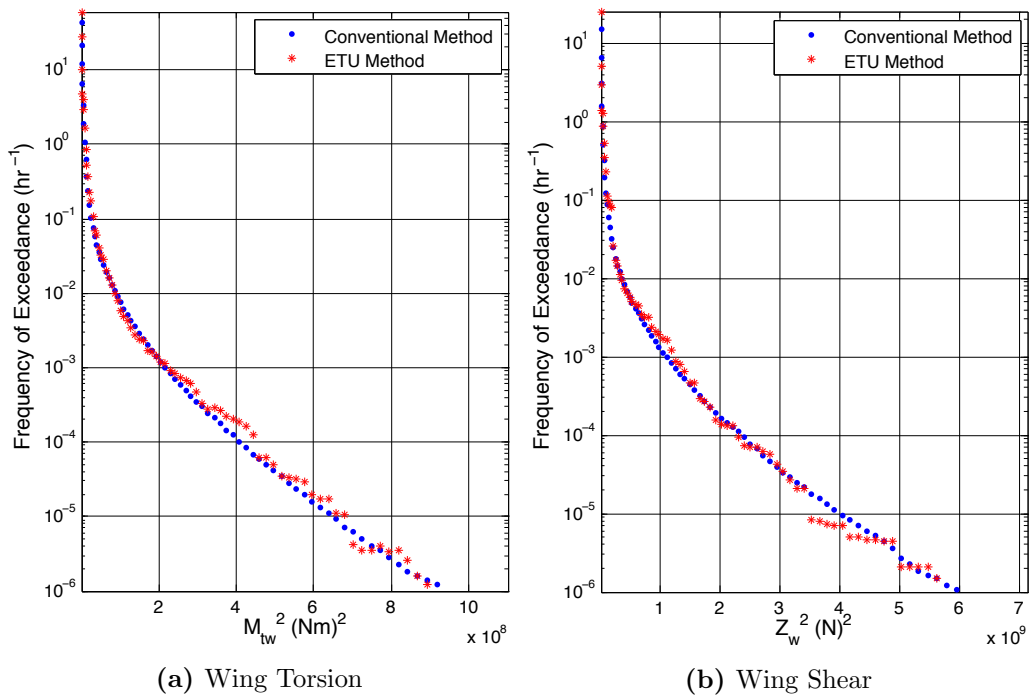 Conventional Method
ETU Method
10^1
10^0
10^-1
10^-2
10^-3
10^-4
10^-5
10^-6
Frequency of Exceedance (hr^-1)
2 4 6 8 10
M_tw^2 (Nm)^2
x 10^8
(a) Wing Torsion
Conventional Method
ETU Method
10^1
10^0
10^-1
10^-2
10^-3
10^-4
10^-5
10^-6
Frequency of Exceedance (hr^-1)
1 2 3 4 5 6 7
Z_w^2 (N)^2
x 10^9
(b) Wing Shear